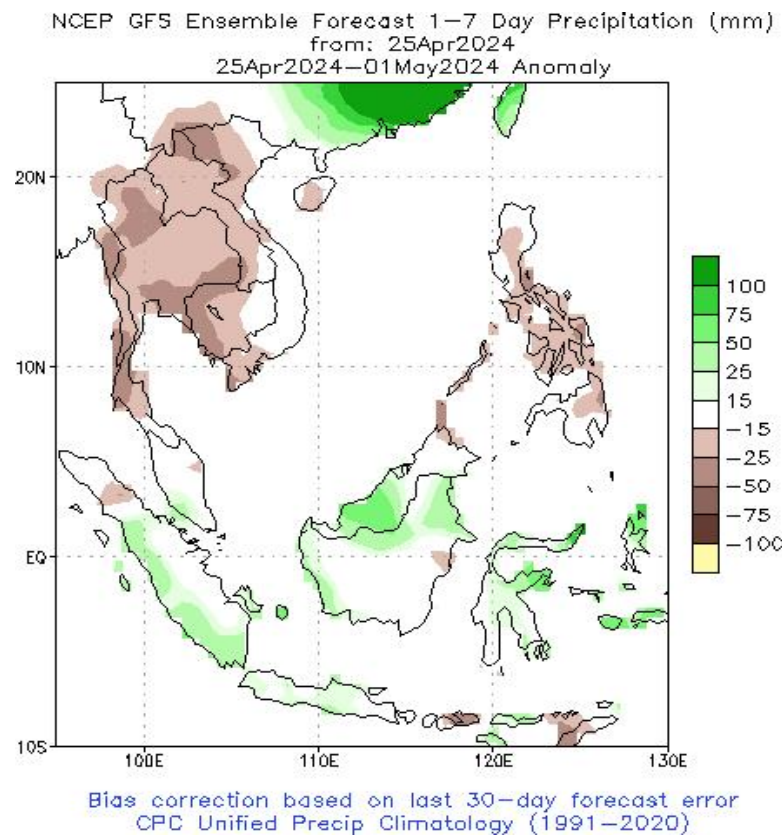 NCEP GFS Ensemble Forecast 1–7 Day Precipitation (mm)
from: 25Apr2024
25Apr2024–01May2024 Anomaly
20N
10N
EQ
10S
100E
110E
120E
130E
100
75
50
25
15
−15
−25
−50
−75
−100
Bias correction based on last 30-day forecast error
CPC Unified Precip Climatology (1991–2020)